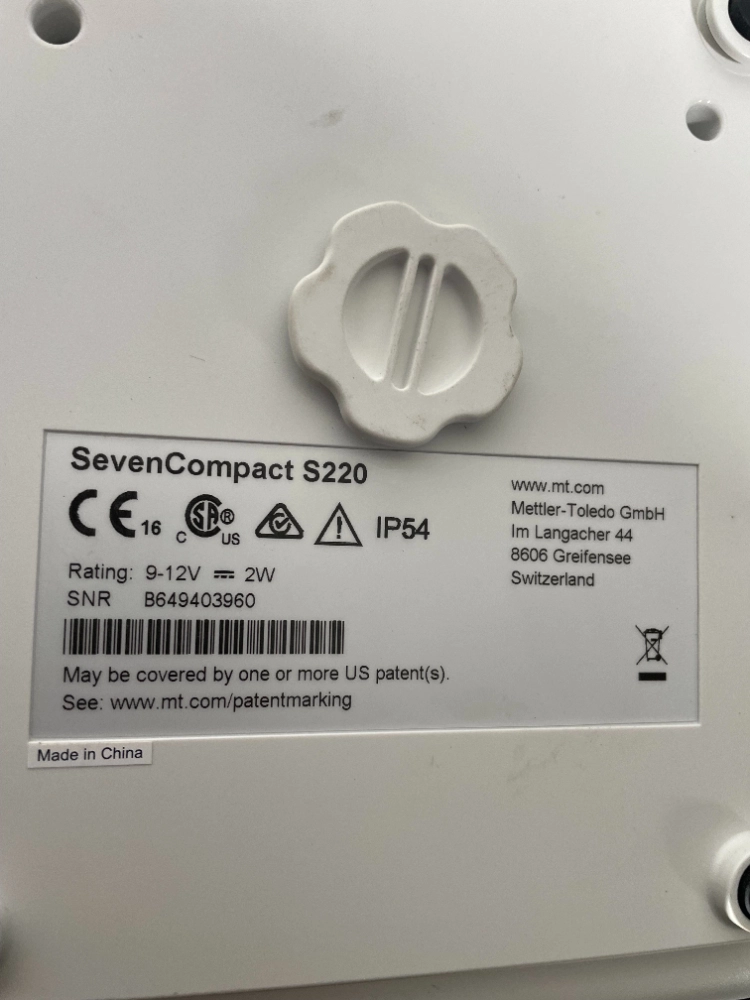 SevenCompact S220
CE 16 C SA® US IP54
Rating: 9-12V 2W
SNR B649403960
May be covered by one or more US patent(s).
See: www.mt.com/patentmarking
www.mt.com
Mettler-Toledo GmbH
Im Langacher 44
8606 Greifensee
Switzerland
Made in China